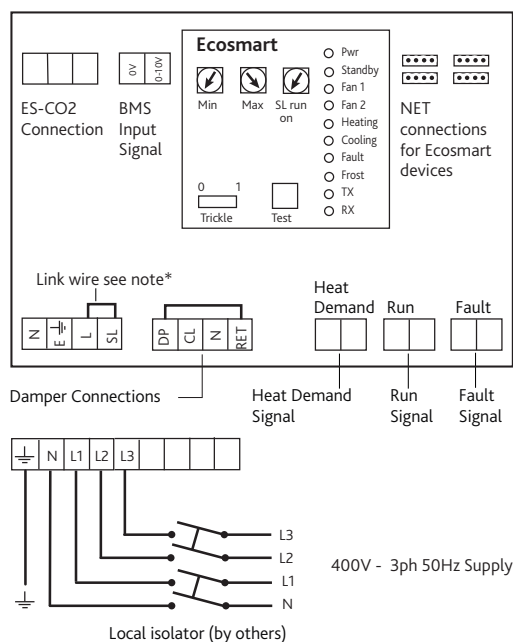 Ecosmart
0V
0-10V
Min
Max
SL run
on
Pwr
Standby
Fan 1
Fan 2
Heating
Cooling
Fault
Frost
TX
RX
0 1
Trickle
Test
ES-CO2
Connection
BMS
Input
Signal
NET
connections
for Ecosmart
devices
Link wire see note*
N
E
L
SL
DP
CL
N
RET
Heat
Demand
Run
Fault
Damper Connections
Heat Demand
Signal
Run
Signal
Fault
Signal
N L1 L2 L3
L3
L2
L1
N
400V - 3ph 50Hz Supply
Local isolator (by others)